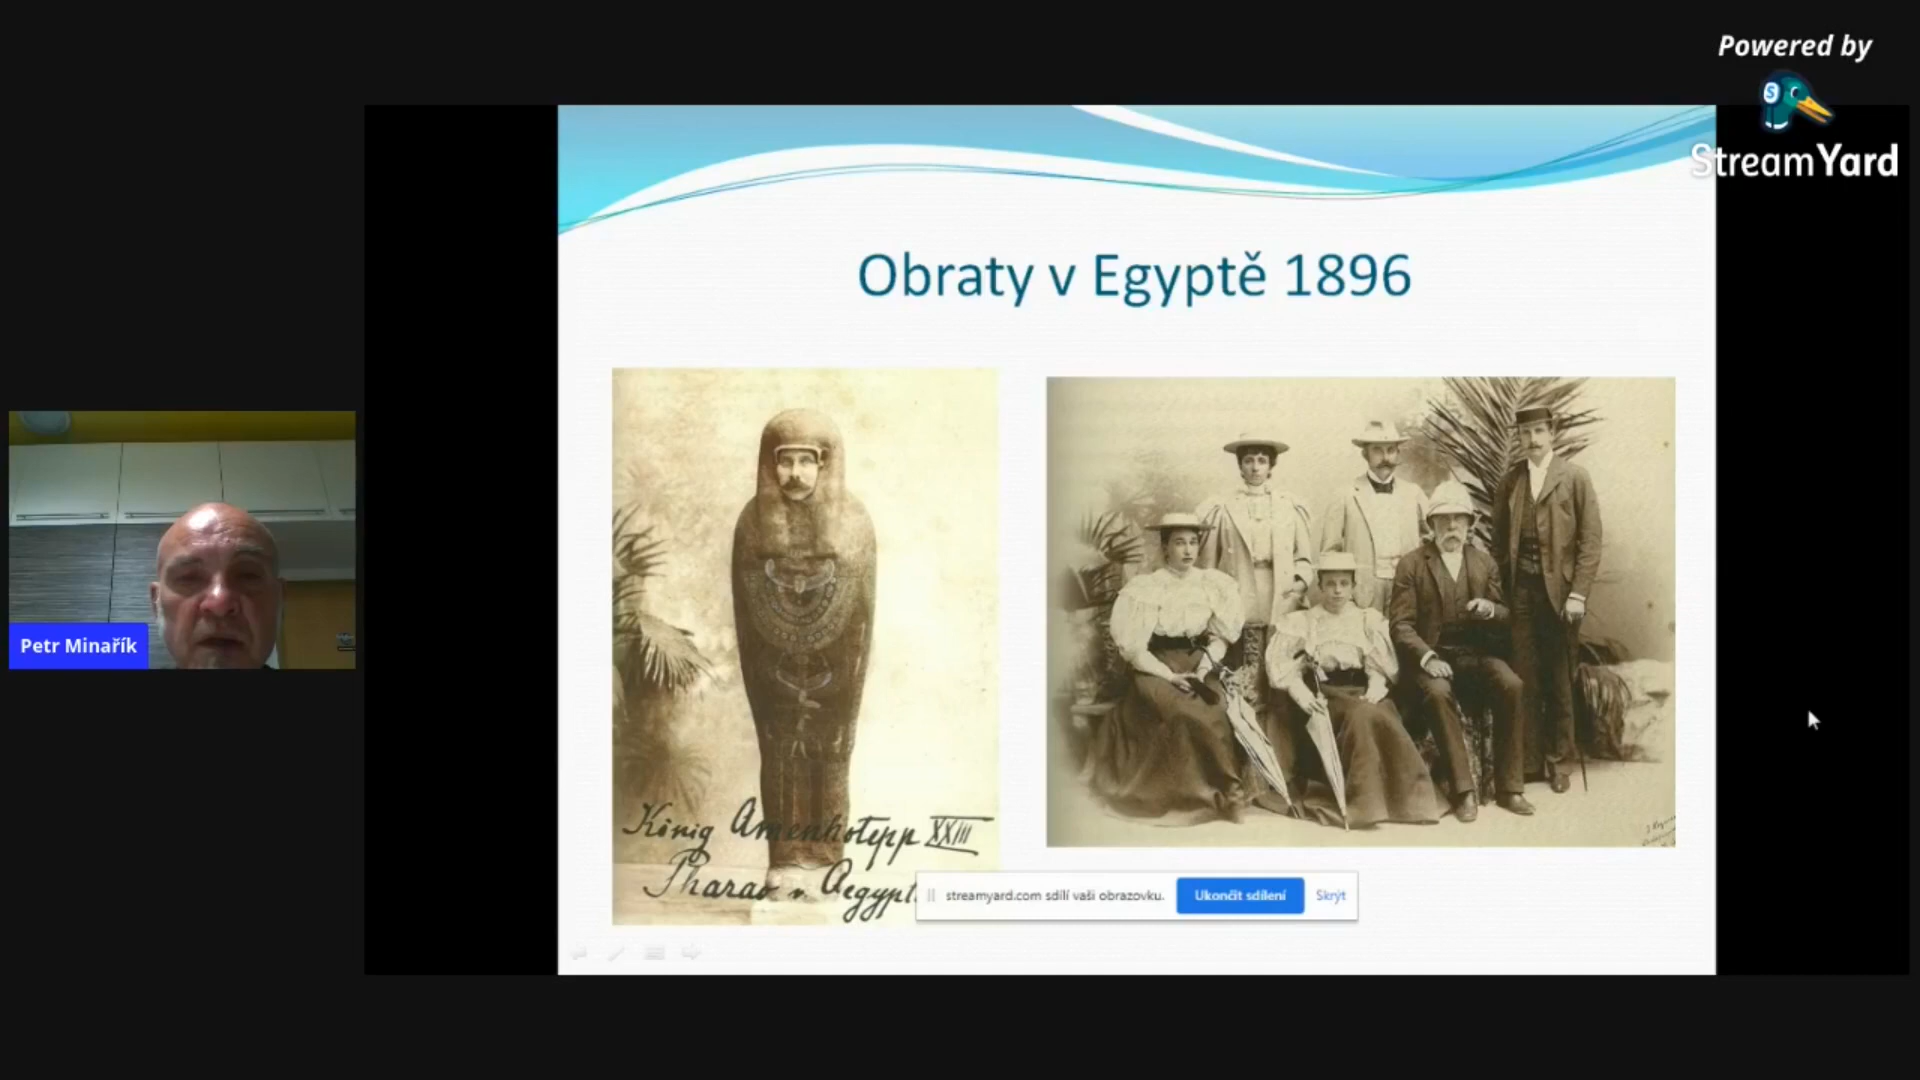 Powered by
StreamYard
Obraty v Egyptě 1896
König Amenhotepp XXIII
Pharao v. Aegypt.
streamyard.com sdílí vaši obrazovku.
Ukončit sdílení
Skrýt
Petr Minařík